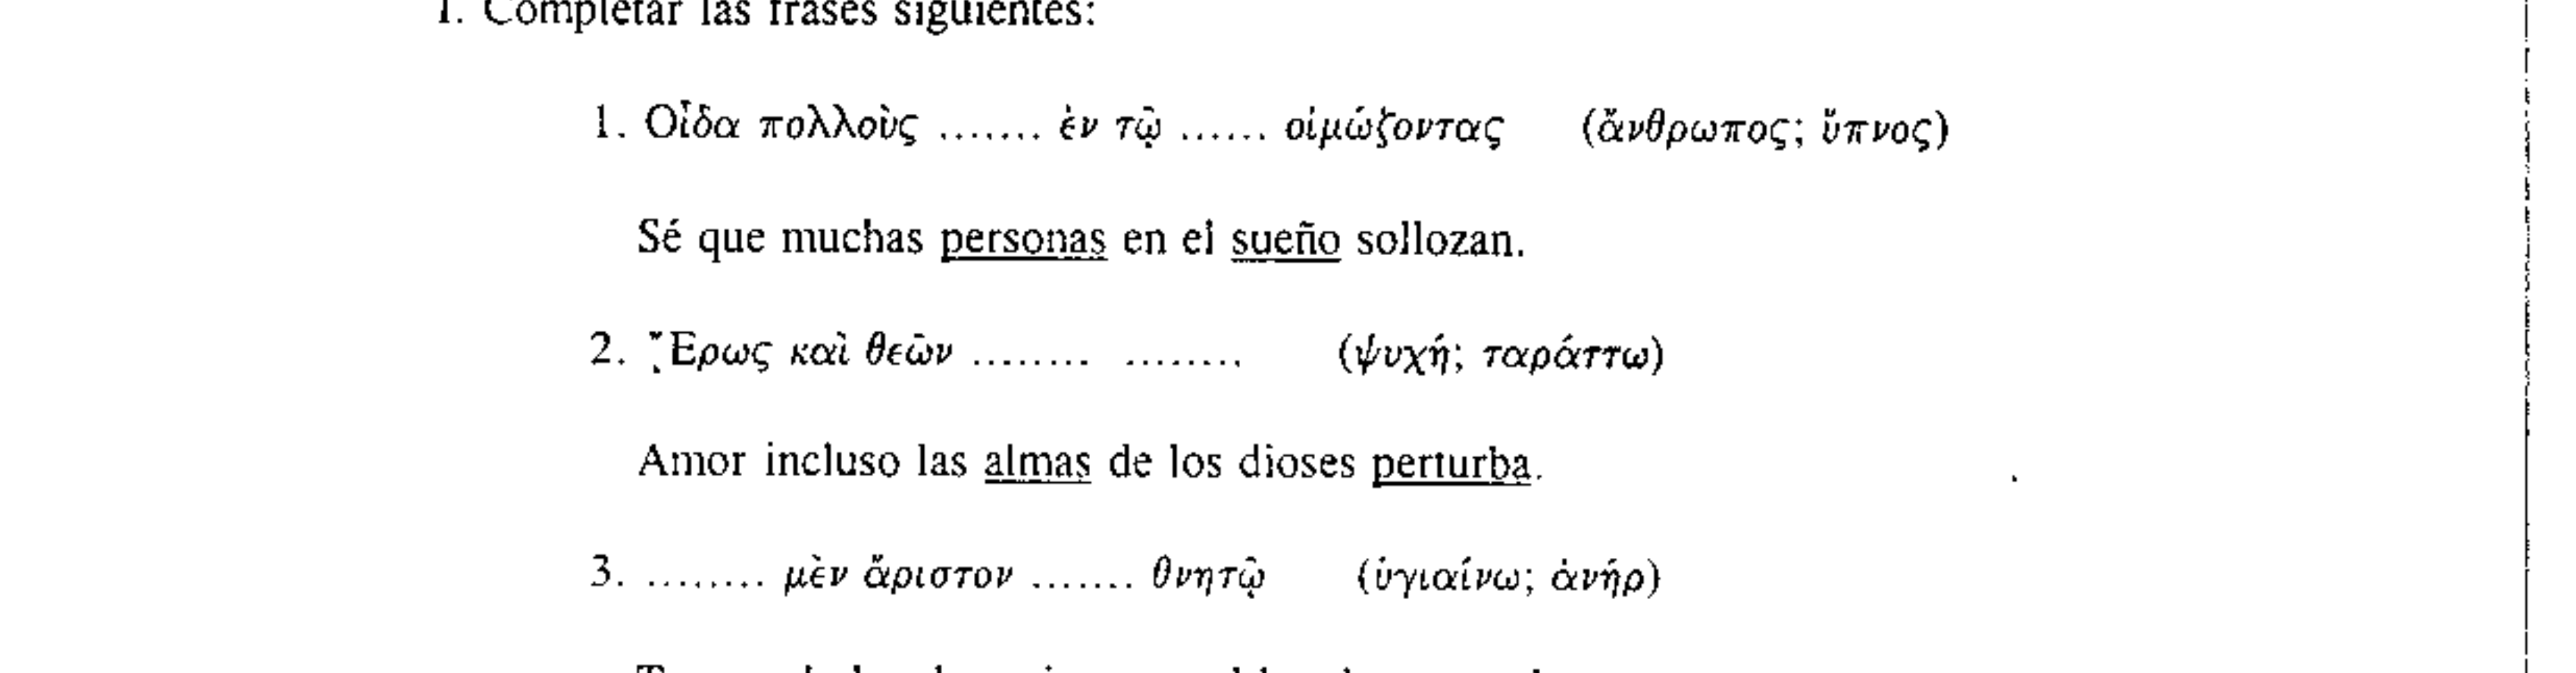 I. Completar las frases siguientes:
1. Οἶδα πολλοὺς ....... ἐν τῷ ...... οἰμώζοντας (ἄνθρωπος; ὕπνος)
Sé que muchas personas en el sueño sollozan.
2. Ἔρως καὶ θεῶν ........ ........ (ψυχή; ταράττω)
Amor incluso las almas de los dioses perturba.
3. ........ μὲν ἄριστον ....... θνητῷ (ὑγιαίνω; ἀνήρ)